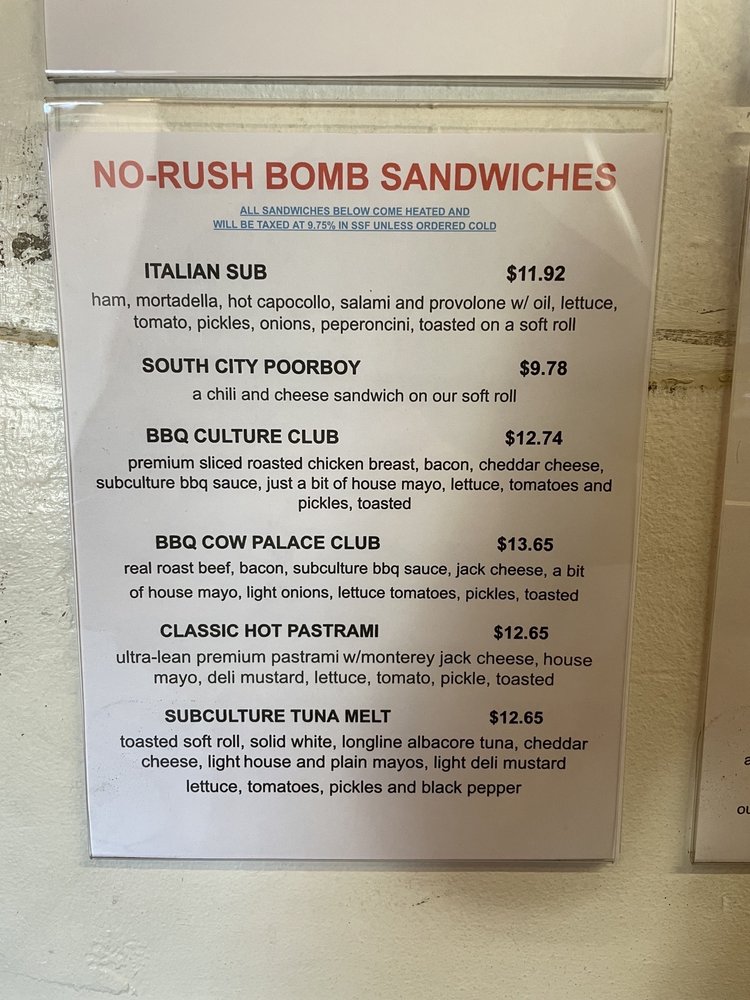 NO-RUSH BOMB SANDWICHES
ALL SANDWICHES BELOW COME HEATED AND
WILL BE TAXED AT 9.75% IN SSF UNLESS ORDERED COLD
ITALIAN SUB $11.92
ham, mortadella, hot capocollo, salami and provolone w/ oil, lettuce,
tomato, pickles, onions, peperoncini, toasted on a soft roll
SOUTH CITY POORBOY $9.78
a chili and cheese sandwich on our soft roll
BBQ CULTURE CLUB $12.74
premium sliced roasted chicken breast, bacon, cheddar cheese,
subculture bbq sauce, just a bit of house mayo, lettuce, tomatoes and
pickles, toasted
BBQ COW PALACE CLUB $13.65
real roast beef, bacon, subculture bbq sauce, jack cheese, a bit
of house mayo, light onions, lettuce tomatoes, pickles, toasted
CLASSIC HOT PASTRAMI $12.65
ultra-lean premium pastrami w/monterey jack cheese, house
mayo, deli mustard, lettuce, tomato, pickle, toasted
SUBCULTURE TUNA MELT $12.65
toasted soft roll, solid white, longline albacore tuna, cheddar
cheese, light house and plain mayos, light deli mustard
lettuce, tomatoes, pickles and black pepper